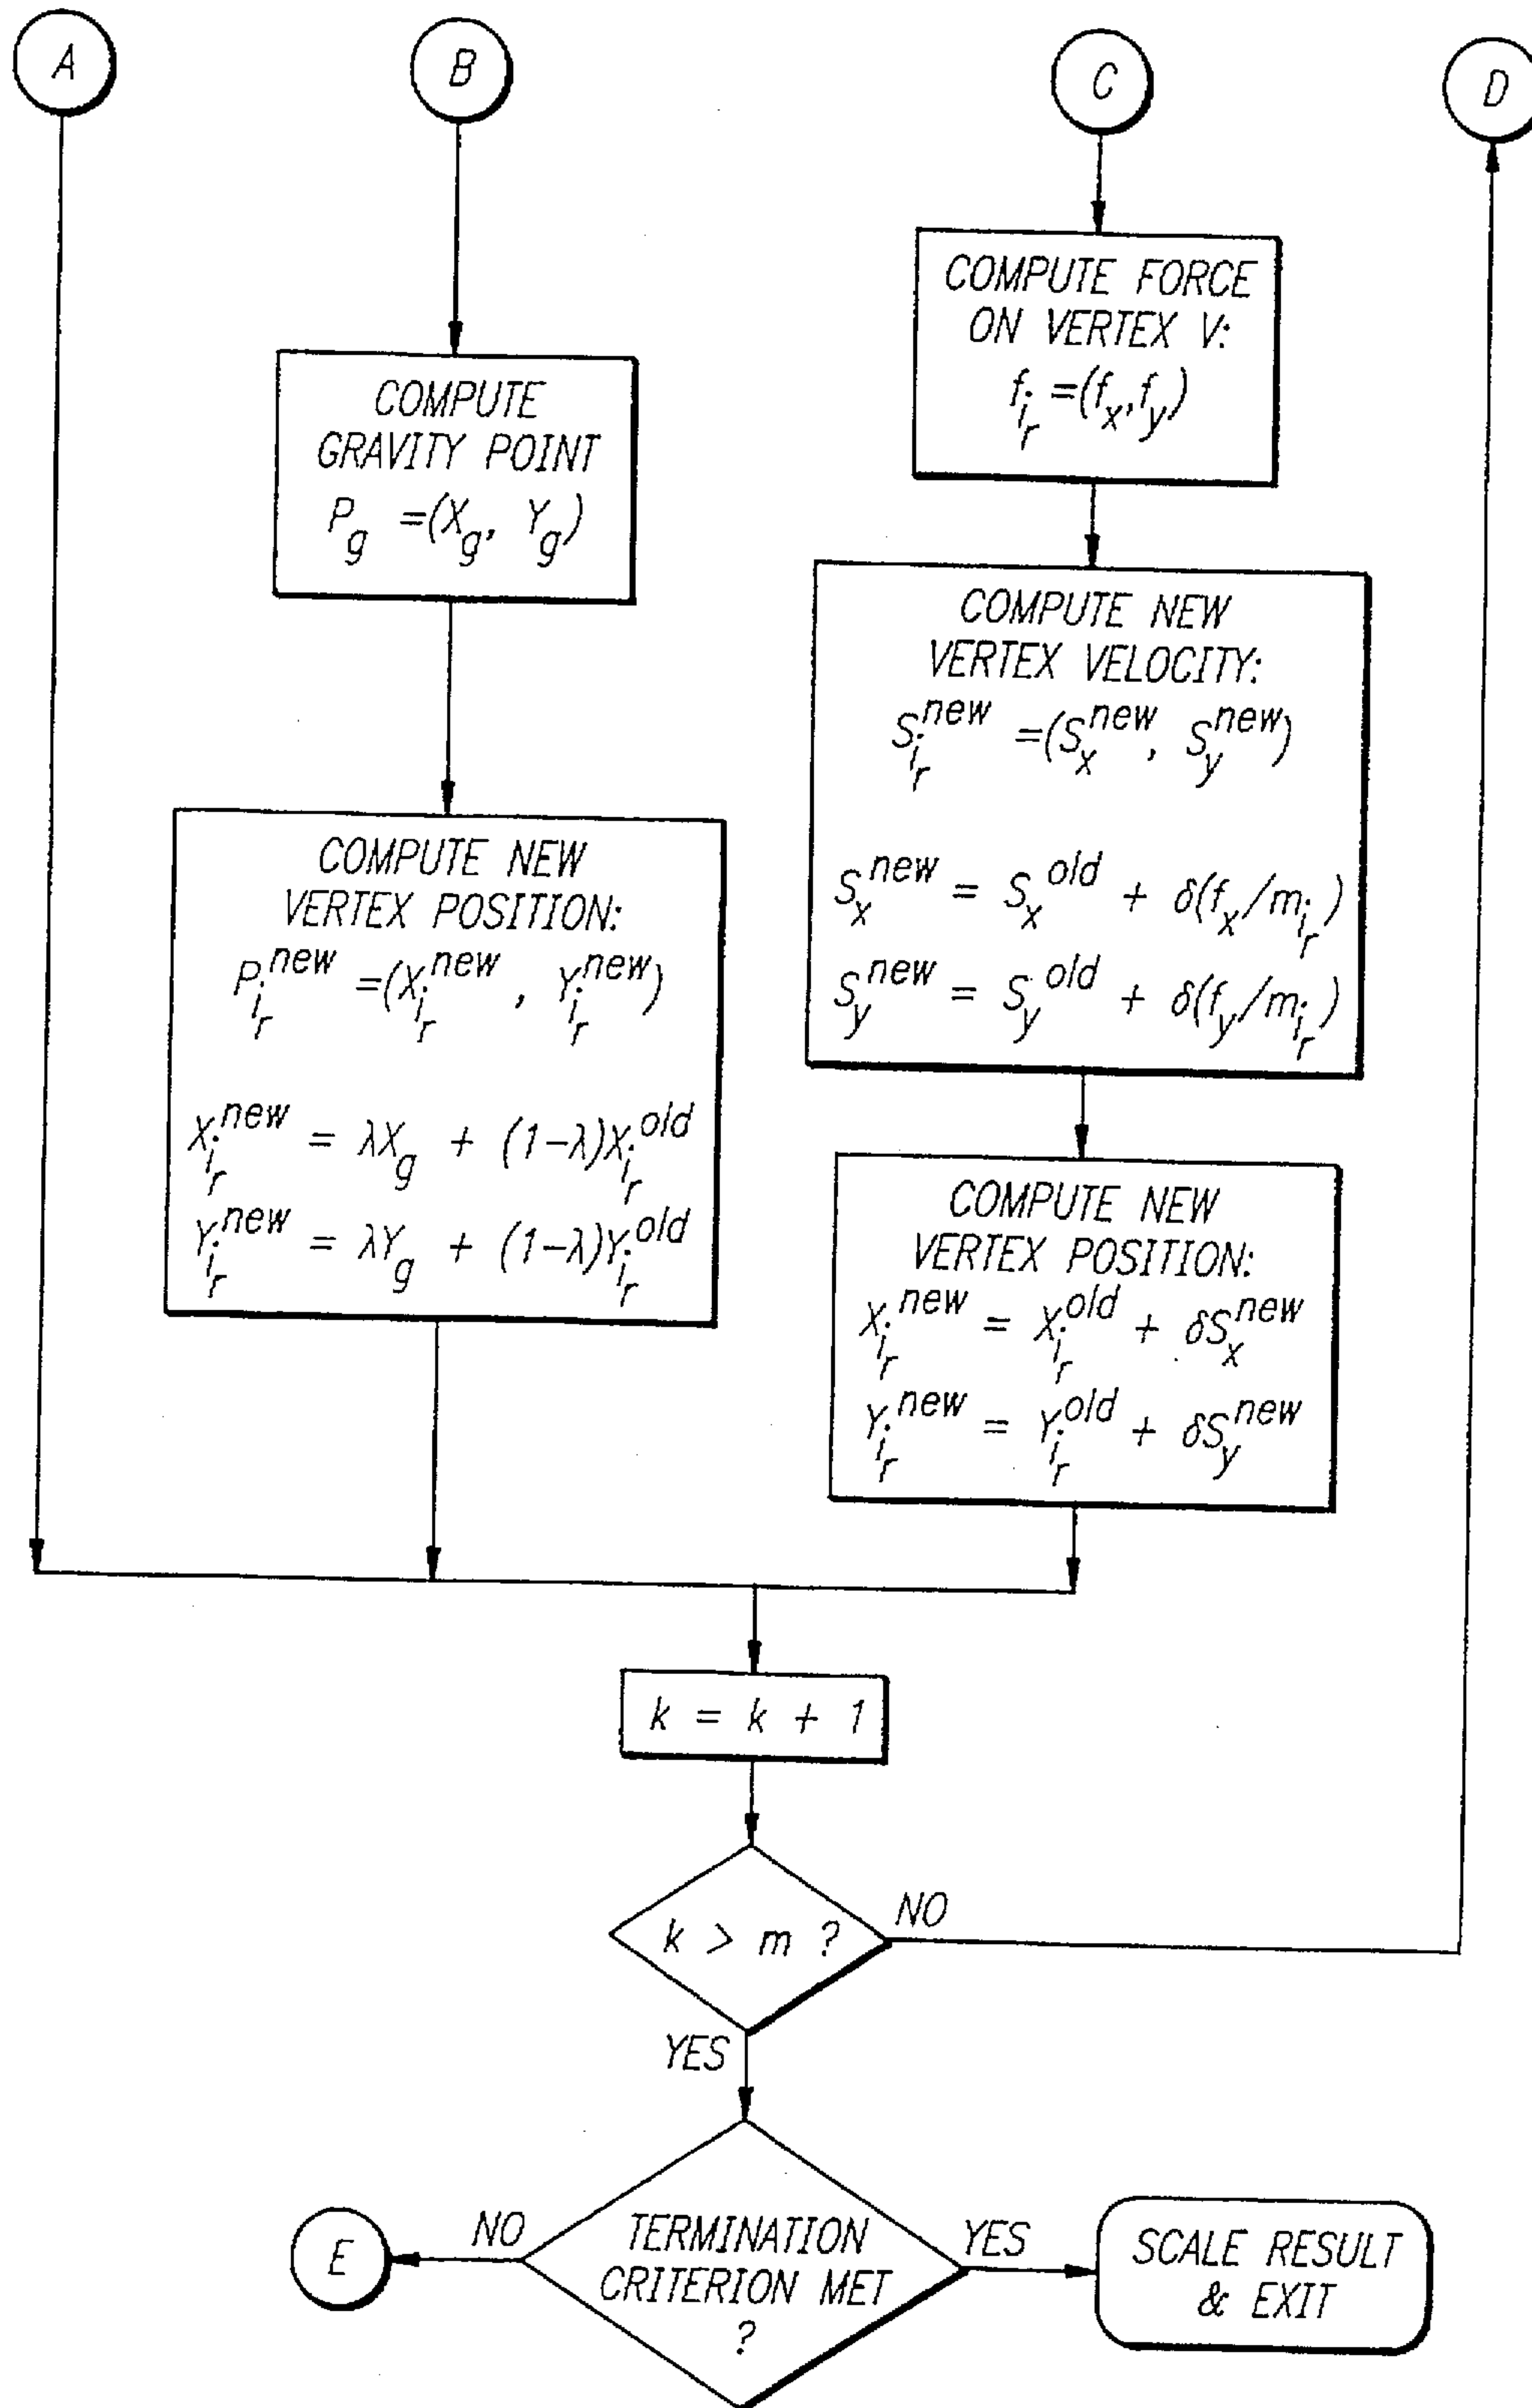 A
B
C
D
COMPUTE FORCE
ON VERTEX V:
f_{i_r} =(f_x, f_y)
COMPUTE
GRAVITY POINT
P_g =(X_g, Y_g)
COMPUTE NEW
VERTEX VELOCITY:
S_{i_r}^{new} =(S_x^{new}, S_y^{new})
S_x^{new} = S_x^{old} + δ(f_x/m_{i_r})
S_y^{new} = S_y^{old} + δ(f_y/m_{i_r})
COMPUTE NEW
VERTEX POSITION:
P_{i_r}^{new} =(X_{i_r}^{new}, Y_{i_r}^{new})
X_{i_r}^{new} = λX_g + (1-λ)X_{i_r}^{old}
Y_{i_r}^{new} = λY_g + (1-λ)Y_{i_r}^{old}
COMPUTE NEW
VERTEX POSITION:
X_{i_r}^{new} = X_{i_r}^{old} + δS_x^{new}
Y_{i_r}^{new} = Y_{i_r}^{old} + δS_y^{new}
k = k + 1
k > m ?
NO
YES
E
NO
TERMINATION
CRITERION MET
?
YES
SCALE RESULT
& EXIT